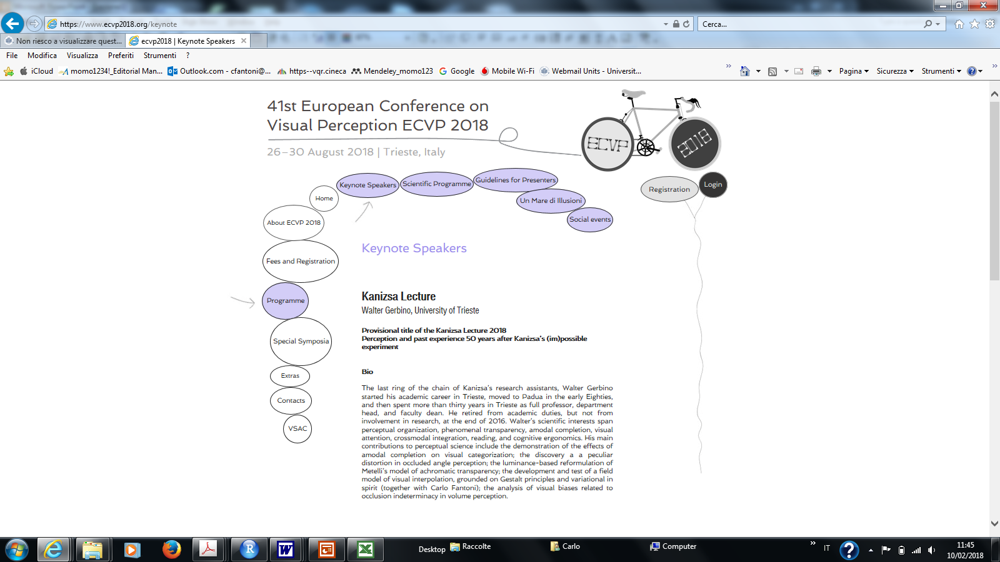 https://www.ecvp2018.org/keynote
Cerca...
Non riesco a visualizzare quest...
ecvp2018 | Keynote Speakers
File Modifica Visualizza Preferiti Strumenti ?
iCloud
momo1234!_Editorial Man...
Outlook.com - cfantoni@...
https--vqr.cineca
Mendeley_momo123
Google
Mobile Wi-Fi
Webmail Units - Universit...
Pagina
Sicurezza
Strumenti
41st European Conference on
Visual Perception ECVP 2018
26–30 August 2018 | Trieste, Italy
ECVP
2018
Home
Keynote Speakers
Scientific Programme
Guidelines for Presenters
Un Mare di Illusioni
Social events
Registration
Login
About ECVP 2018
Fees and Registration
Programme
Special Symposia
Extras
Contacts
VSAC
Keynote Speakers
Kanizsa Lecture
Walter Gerbino, University of Trieste
Provisional title of the Kanizsa Lecture 2018
Perception and past experience 50 years after Kanizsa's (im)possible
experiment
Bio
The last ring of the chain of Kanizsa's research assistants, Walter Gerbino
started his academic career in Trieste, moved to Padua in the early Eighties,
and then spent more than thirty years in Trieste as full professor, department
head, and faculty dean. He retired from academic duties, but not from
involvement in research, at the end of 2016. Walter's scientific interests span
perceptual organization, phenomenal transparency, amodal completion, visual
attention, crossmodal integration, reading, and cognitive ergonomics. His main
contributions to perceptual science include the demonstration of the effects of
amodal completion on visual categorization; the discovery a a peculiar
distortion in occluded angle perception; the luminance-based reformulation of
Metelli's model of achromatic transparency; the development and test of a field
model of visual interpolation, grounded on Gestalt principles and variational in
spirit (together with Carlo Fantoni); the analysis of visual biases related to
occlusion indeterminacy in volume perception.
Desktop
Raccolte
Carlo
Computer
IT
11:45
10/02/2018